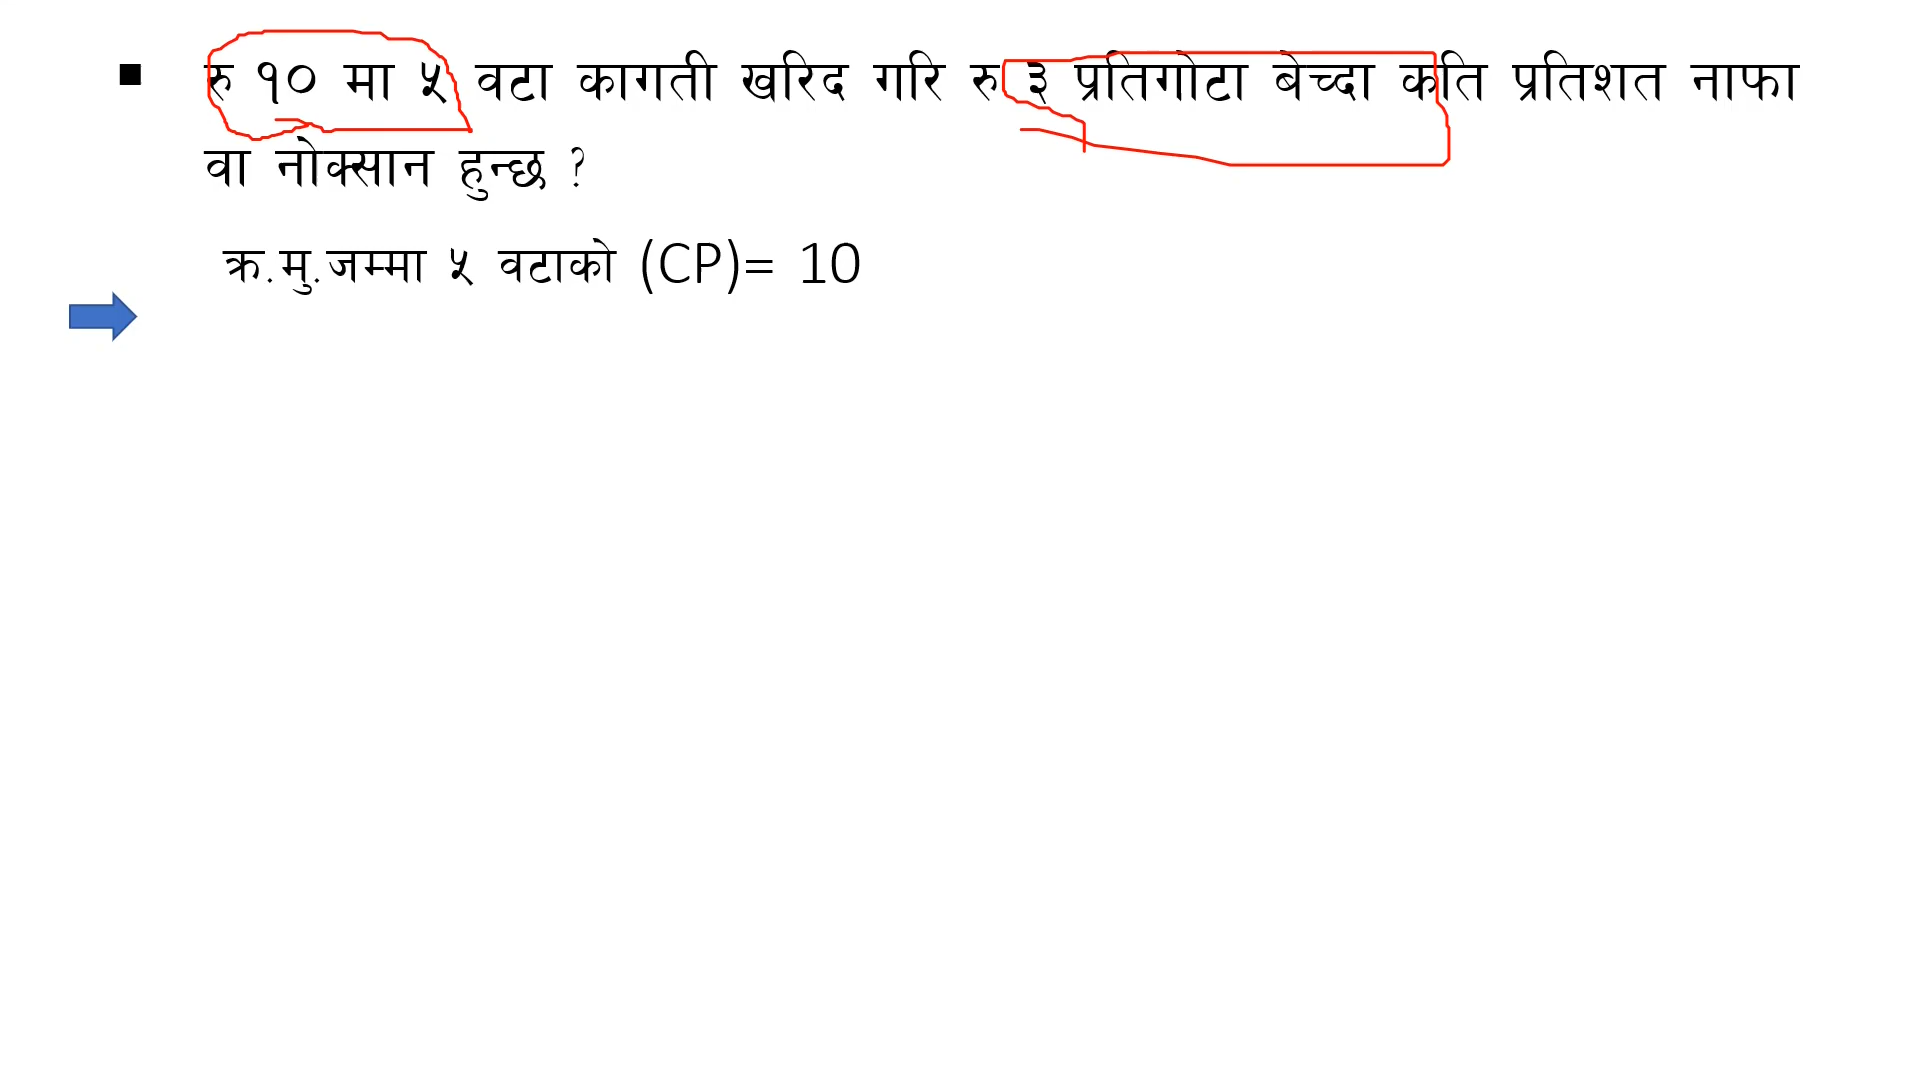 रु १० मा ५ वटा कागती खरिद गरि रु ३ प्रतिगोटा बेच्दा कति प्रतिशत नाफा
वा नोक्सान हुन्छ ?
क्र.मु.जम्मा ५ वटाको (CP)= 10